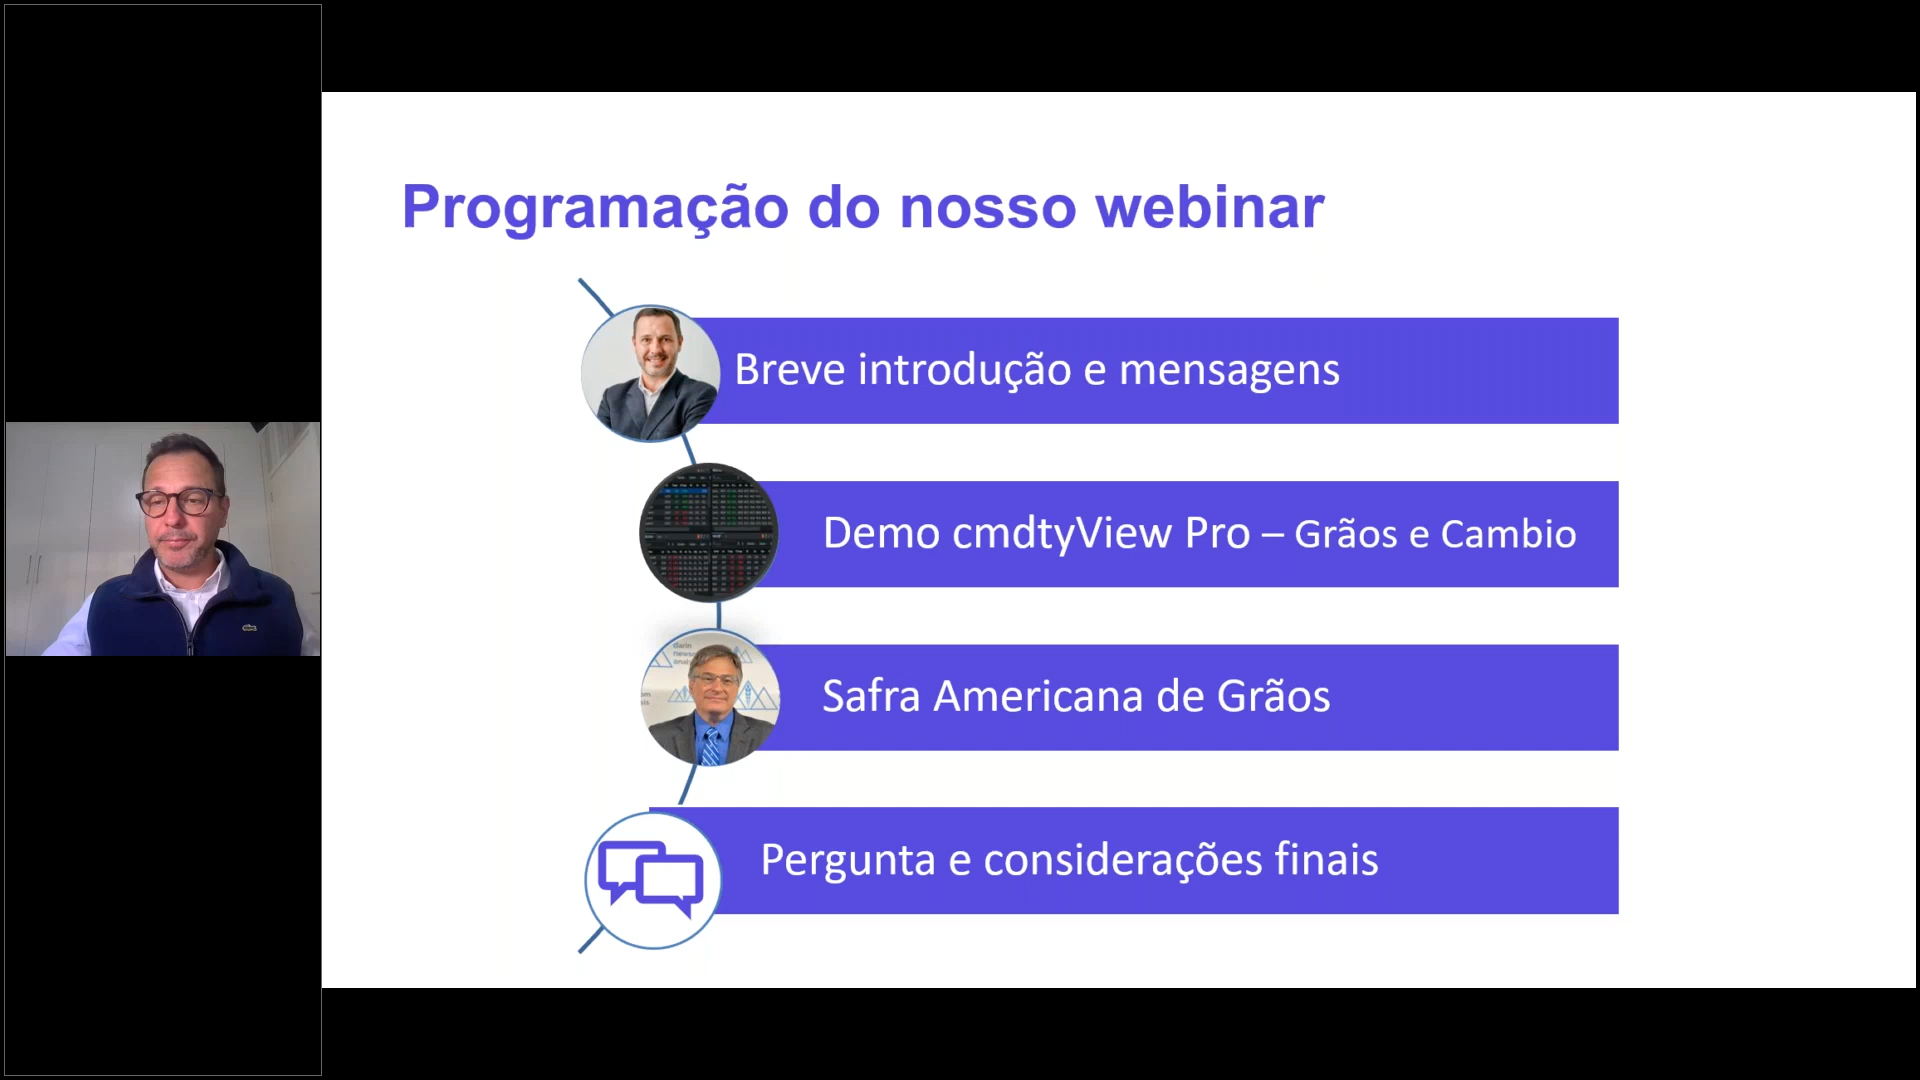 Programação do nosso webinar
Breve introdução e mensagens
Demo cmdtyView Pro – Grãos e Cambio
darin
Safra Americana de Grãos
Pergunta e considerações finais